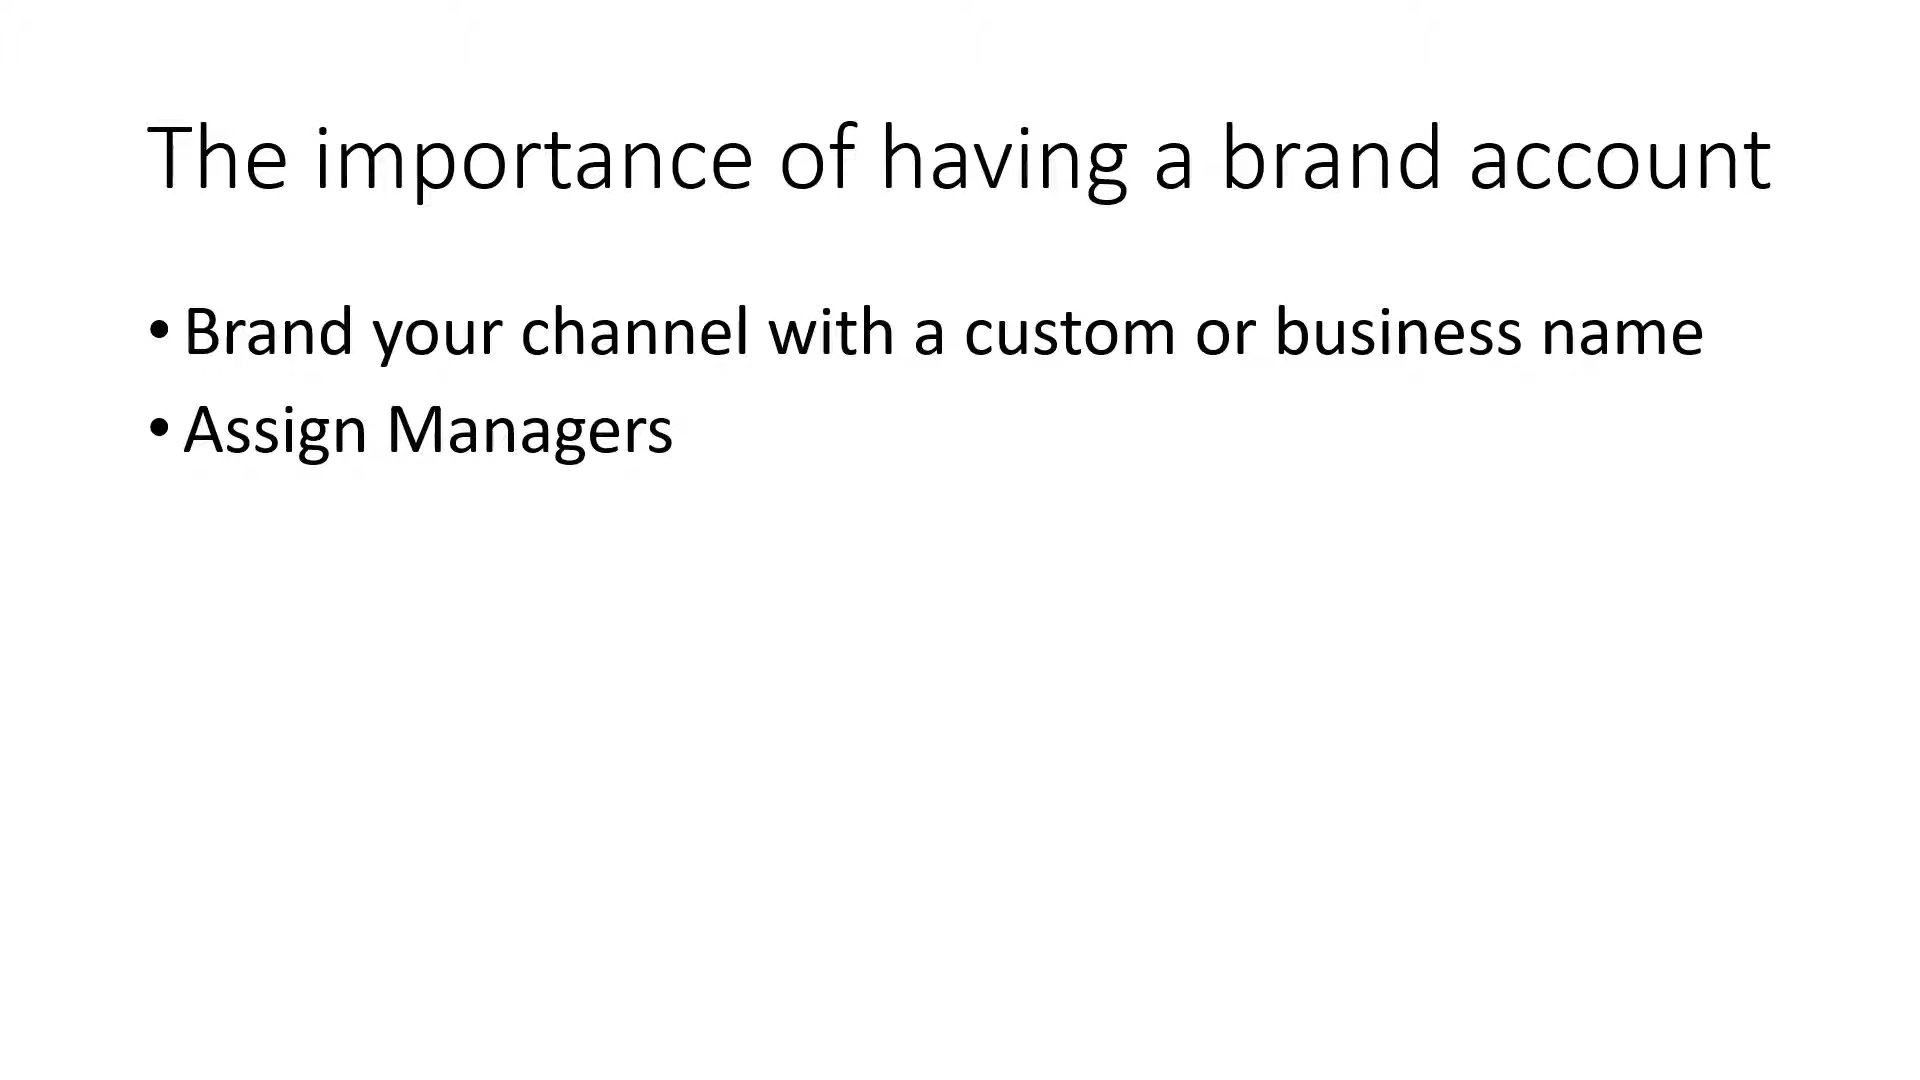 The importance of having a brand account
• Brand your channel with a custom or business name
• Assign Managers